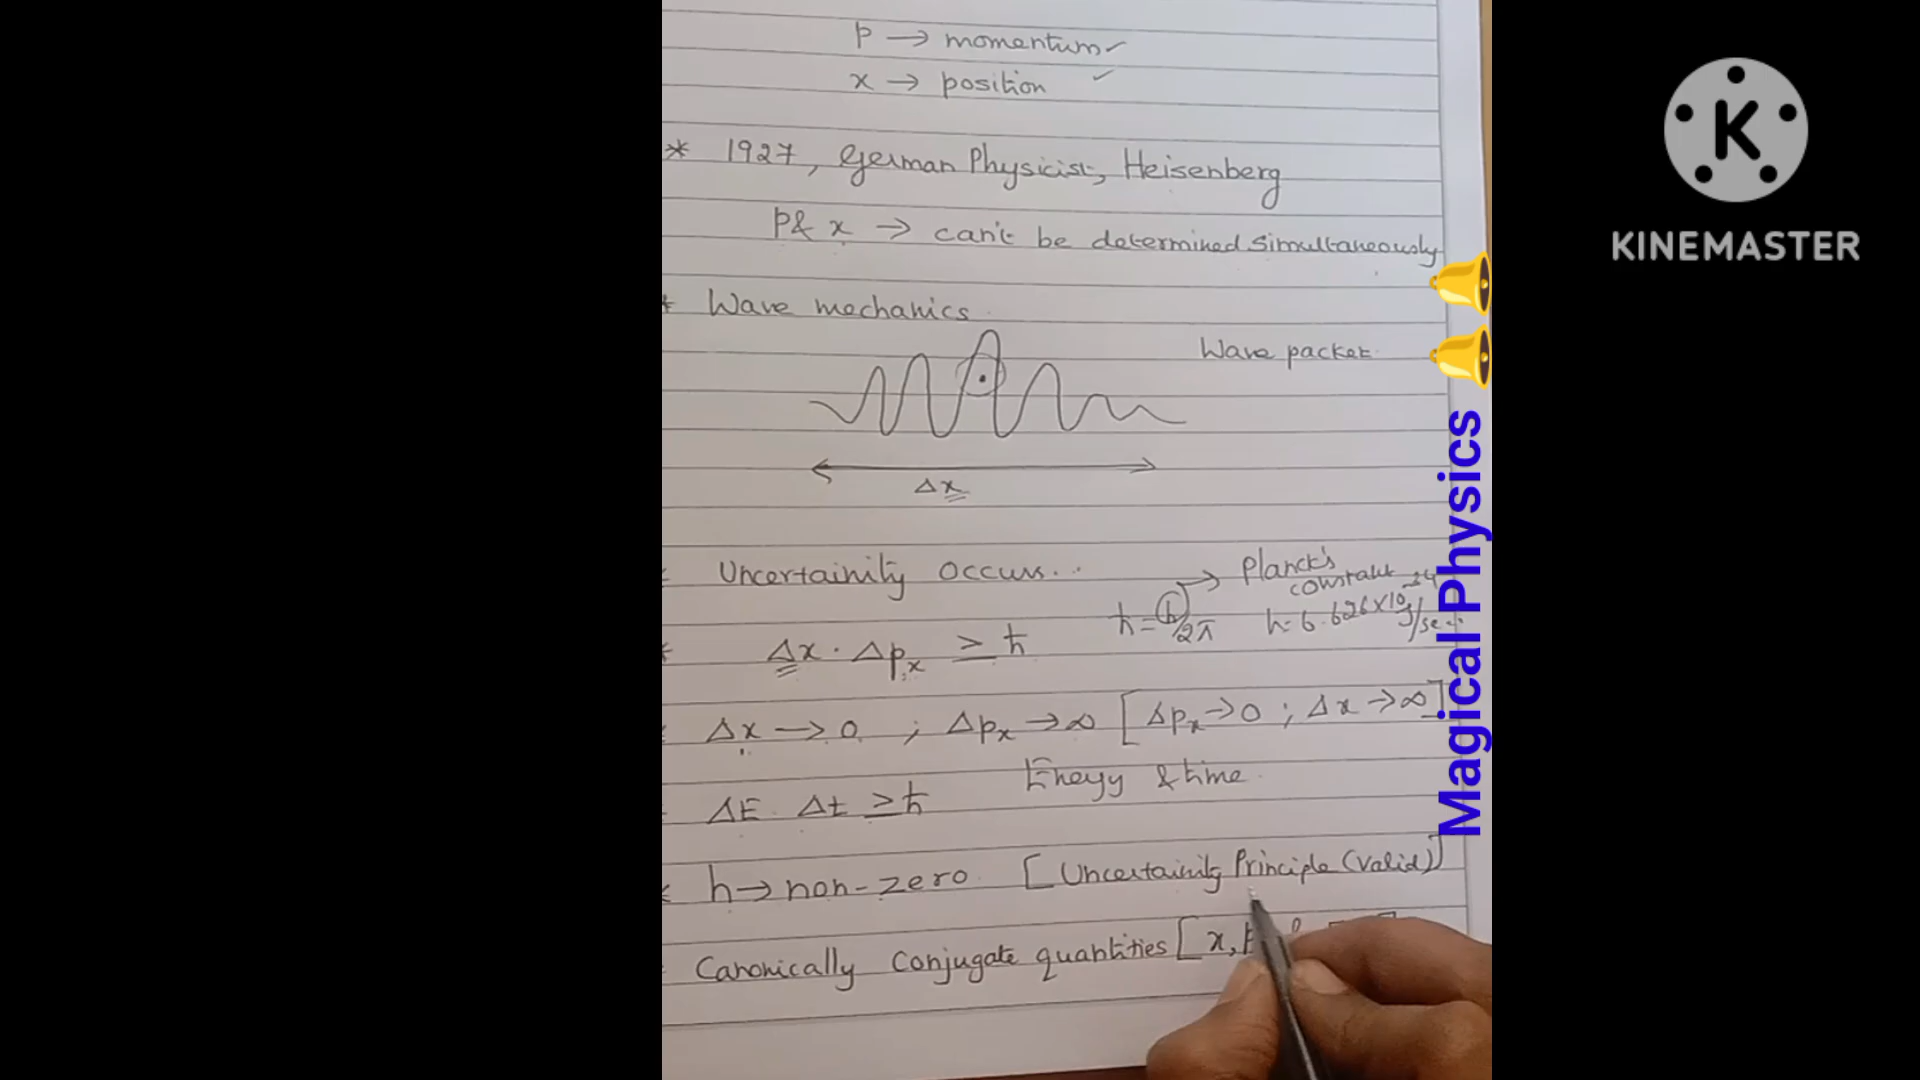 p → momentum ✓
x → position ✓
* 1927, German Physicist, Heisenberg
p & x → can't be determined simultaneously
* Wave mechanics
Wave packet
Δx
Uncertainity occurs...
ħ = h/2π → Planck's
constant
h = 6.626×10
J/sec
Δx · Δpx ≥ ħ
Δx → 0 ; Δpx → ∞ [Δpx → 0 ; Δx → ∞]
Energy & time
ΔE Δt ≥ ħ
h → non-zero [Uncertainity Principle (valid)]
Canonically Conjugate quantities [x,
Magical Physics
K
KINEMASTER